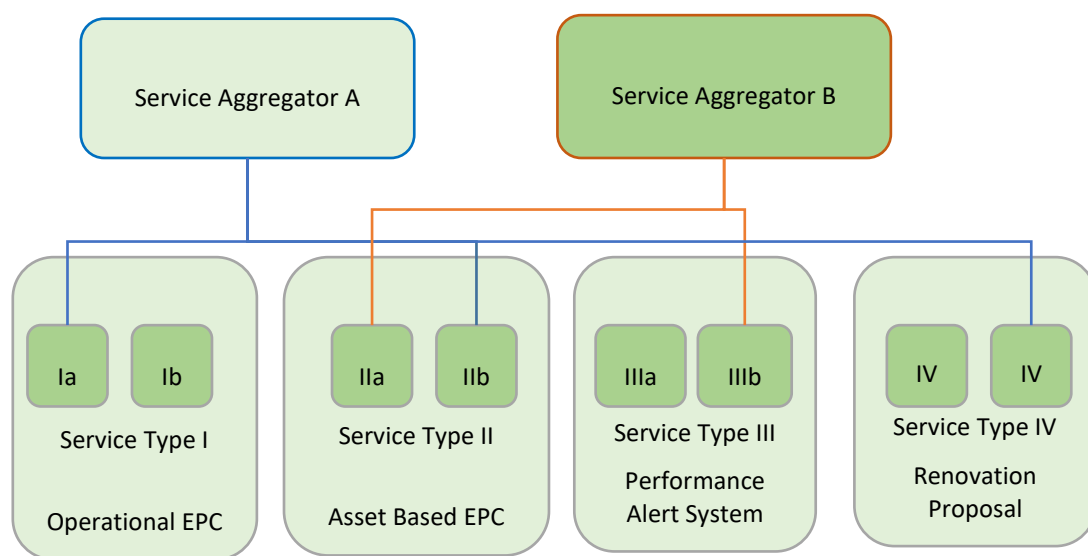 Service Aggregator A
Service Aggregator B
Ia
Ib
Service Type I
Operational EPC
IIa
IIb
Service Type II
Asset Based EPC
IIIa
IIIb
Service Type III
Performance
Alert System
IV
IV
Service Type IV
Renovation
Proposal